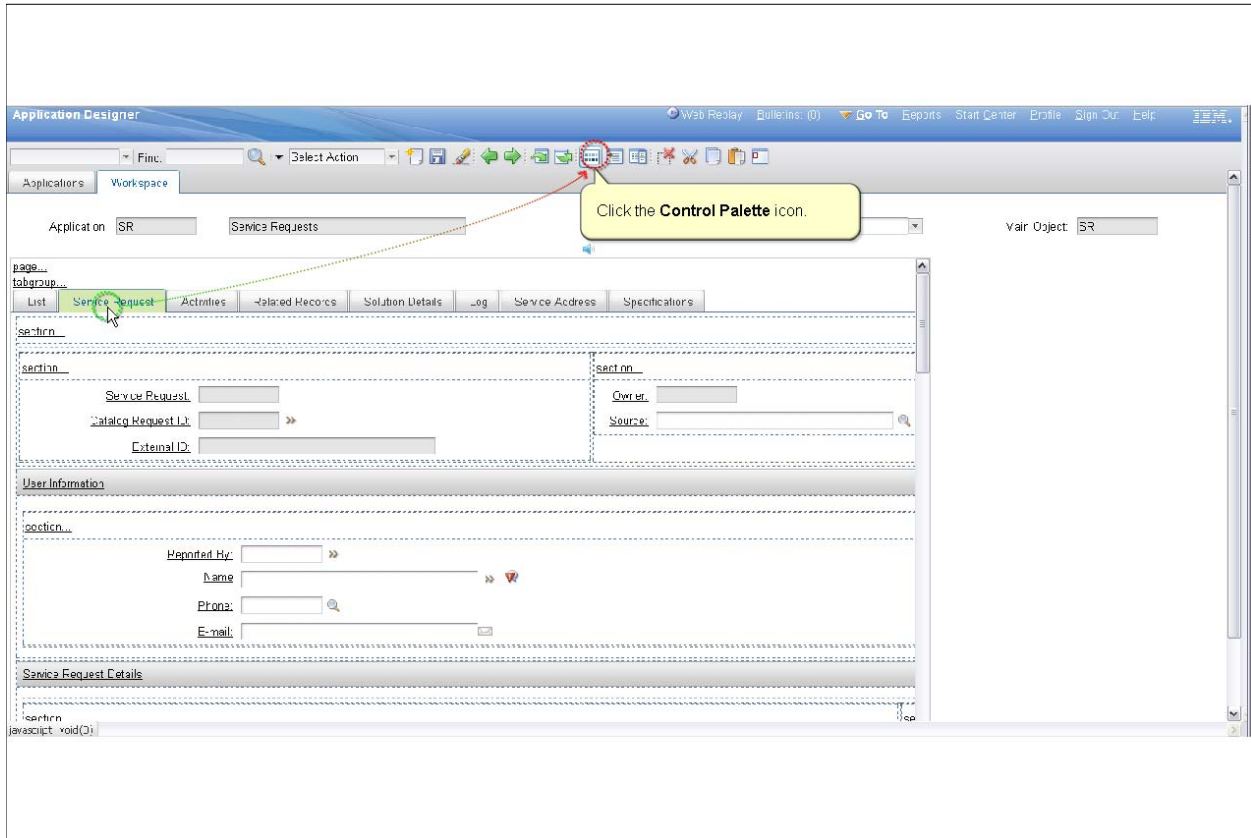 Application Designer
Web Replay Bulletins: (0) Go To Reports Start Center Profile Sign Out Help IBM.
Find: Select Action
Applications Workspace
Click the Control Palette icon.
Application SR Service Requests Main Object: SR
page...
tabgroup...
List Service Request Activities Related Records Solution Details Log Service Address Specifications
section...
section... section...
Service Request: Owner:
Catalog Request ID: Source:
External ID:
User Information
section...
Reported By:
Name
Phone:
E-mail:
Service Request Details
section se
javascript: void(0)